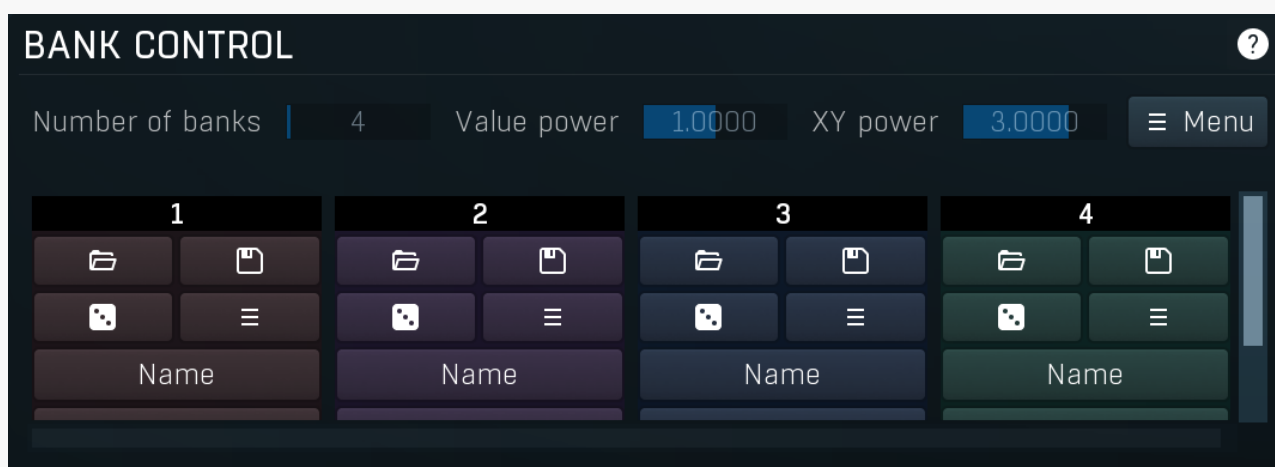 BANK CONTROL ?
Number of banks 4 Value power 1.0000 XY power 3.0000 Menu
1 2 3 4
Name Name Name Name